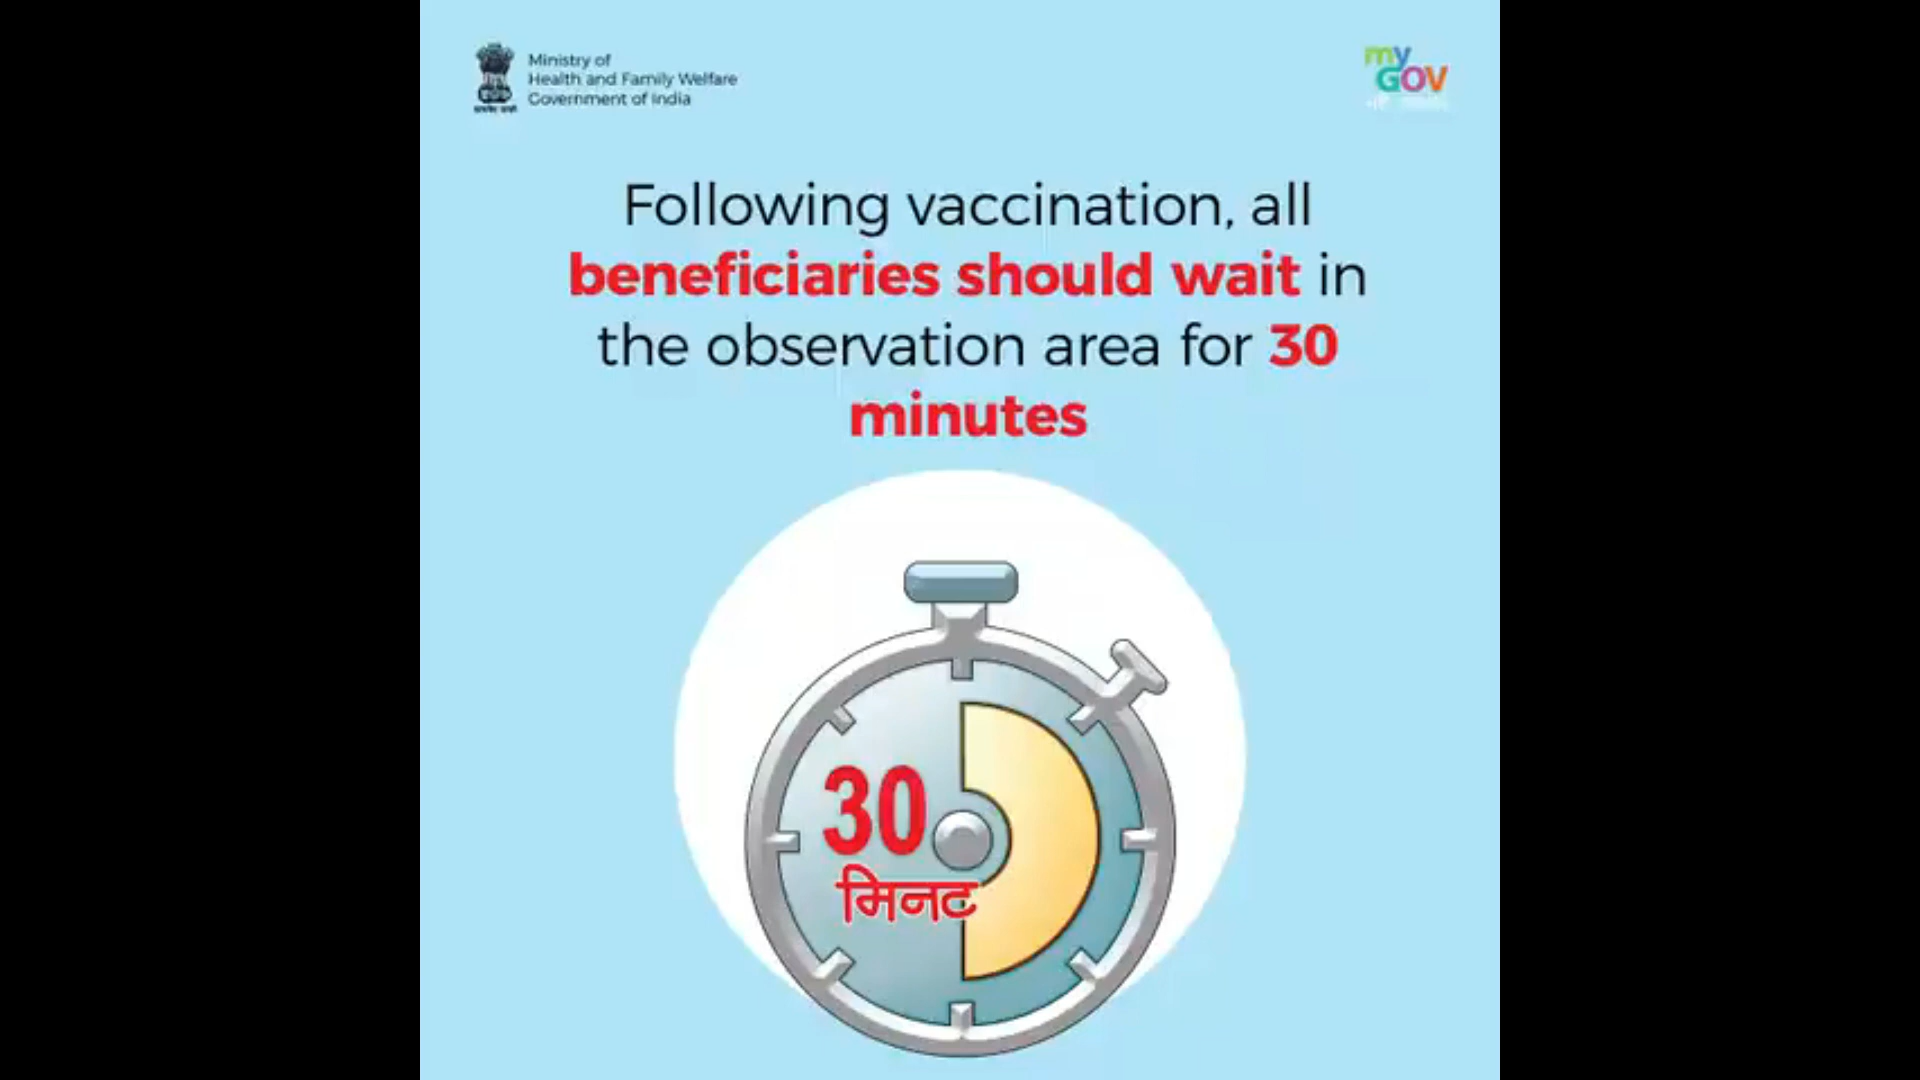 Ministry of
Health and Family Welfare
Government of India
my
GOV
Following vaccination, all
beneficiaries should wait in
the observation area for 30
minutes
30
मिनट